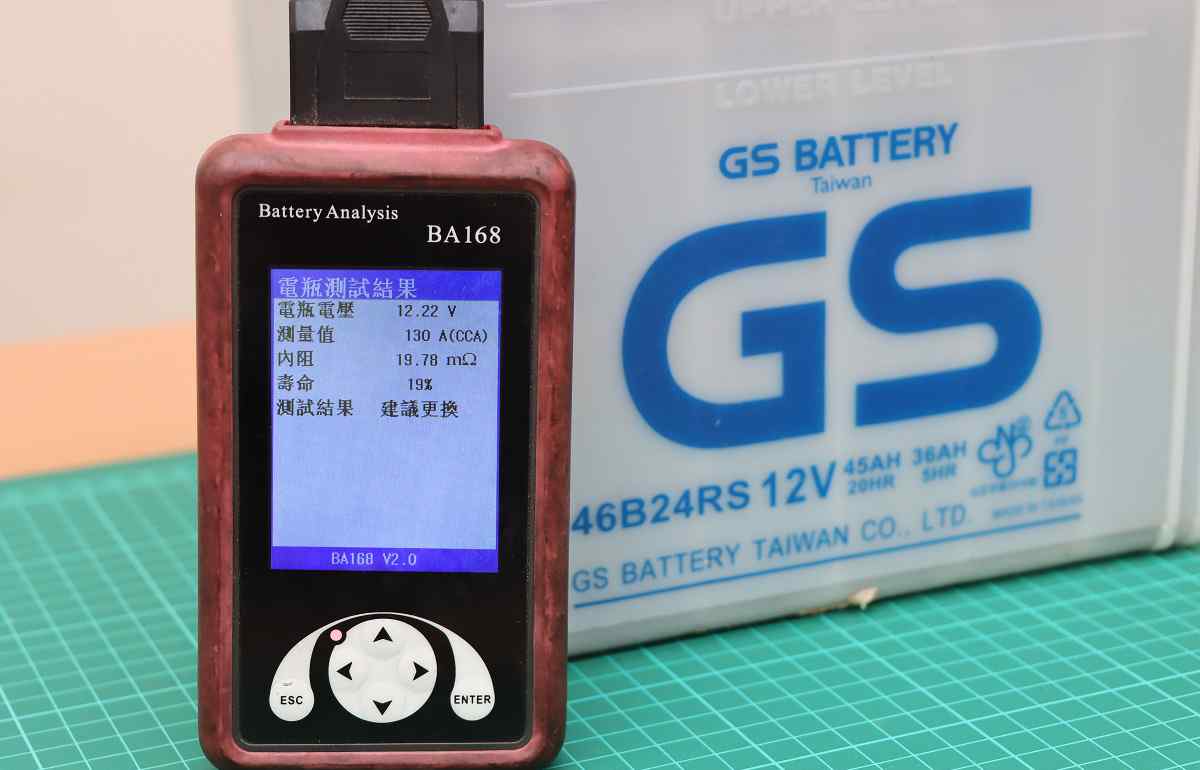 Battery Analysis
BA168
電瓶測試結果
電瓶電壓 12.22 V
測量值 130 A(CCA)
內阻 19.78 mΩ
壽命 19%
測試結果 建議更換
BA168 V2.0
ESC
ENTER
UPPER LEVEL
LOWER LEVEL
GS BATTERY
Taiwan
GS
46B24RS 12V 45AH 20HR 36AH 5HR
GS BATTERY TAIWAN CO., LTD.
MADE IN TAIWAN